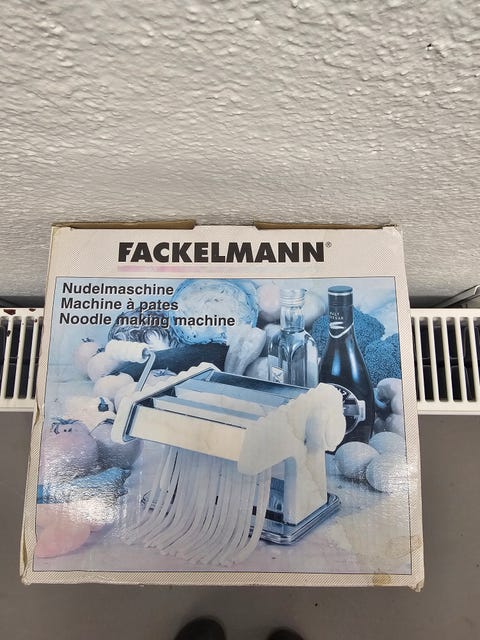 FACKELMANN®
Nudelmaschine
Machine à pates
Noodle making machine